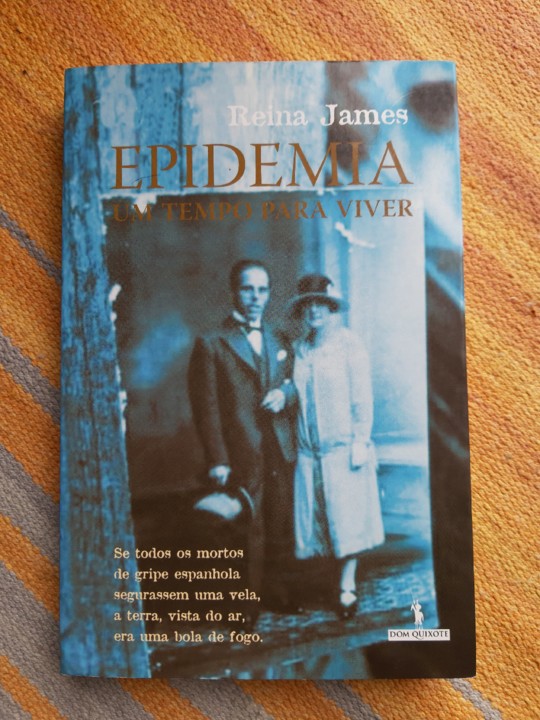 Reina James
EPIDEMIA
UM TEMPO PARA VIVER
Se todos os mortos
de gripe espanhola
segurassem uma vela,
a terra, vista do ar,
era uma bola de fogo.
DOM QUIXOTE